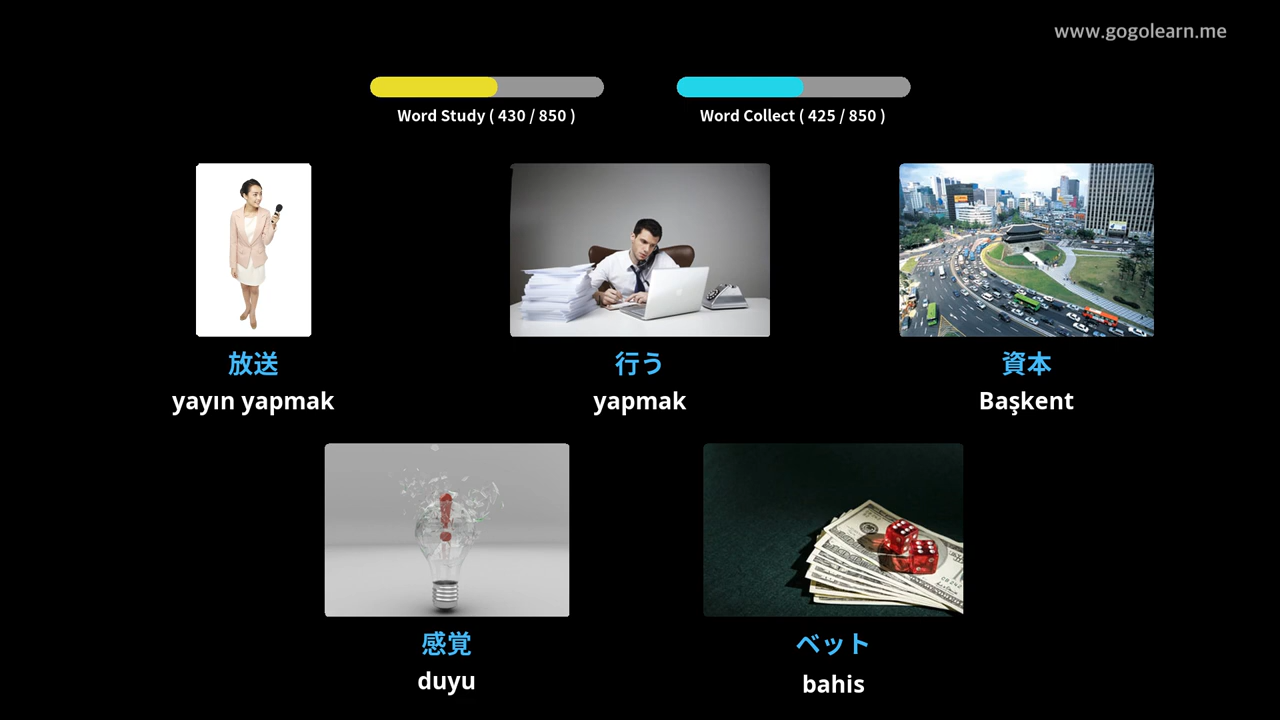 www.gogolearn.me
Word Study ( 430 / 850 )
Word Collect ( 425 / 850 )
放送
yayın yapmak
行う
yapmak
資本
Başkent
感覚
duyu
ベット
bahis